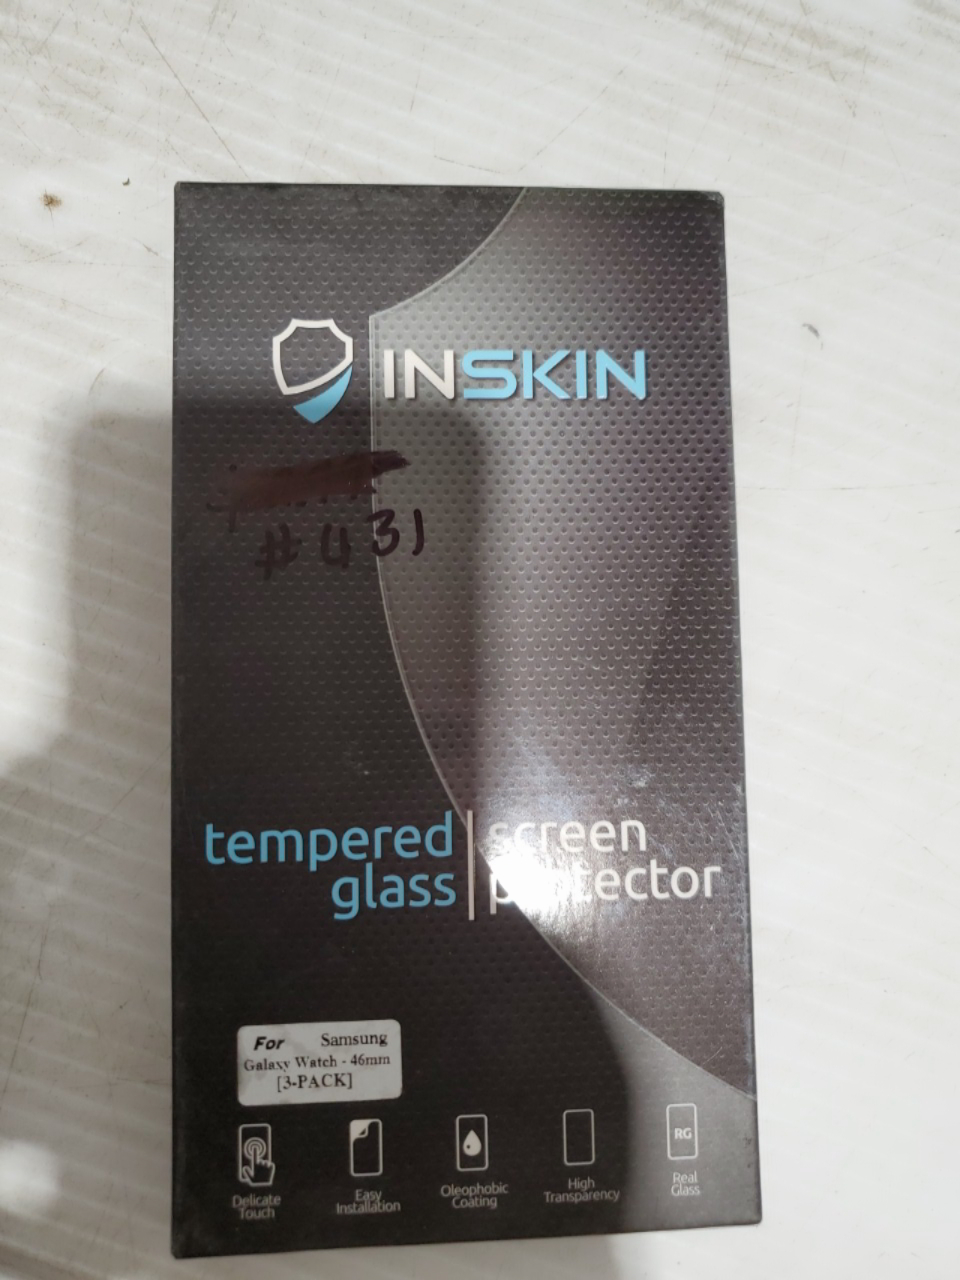 INSKIN
#431
tempered glass
screen protector
For Samsung
Galaxy Watch - 46mm
[3-PACK]
Delicate Touch
Easy Installation
Oleophobic Coating
High Transparency
RG
Real Glass